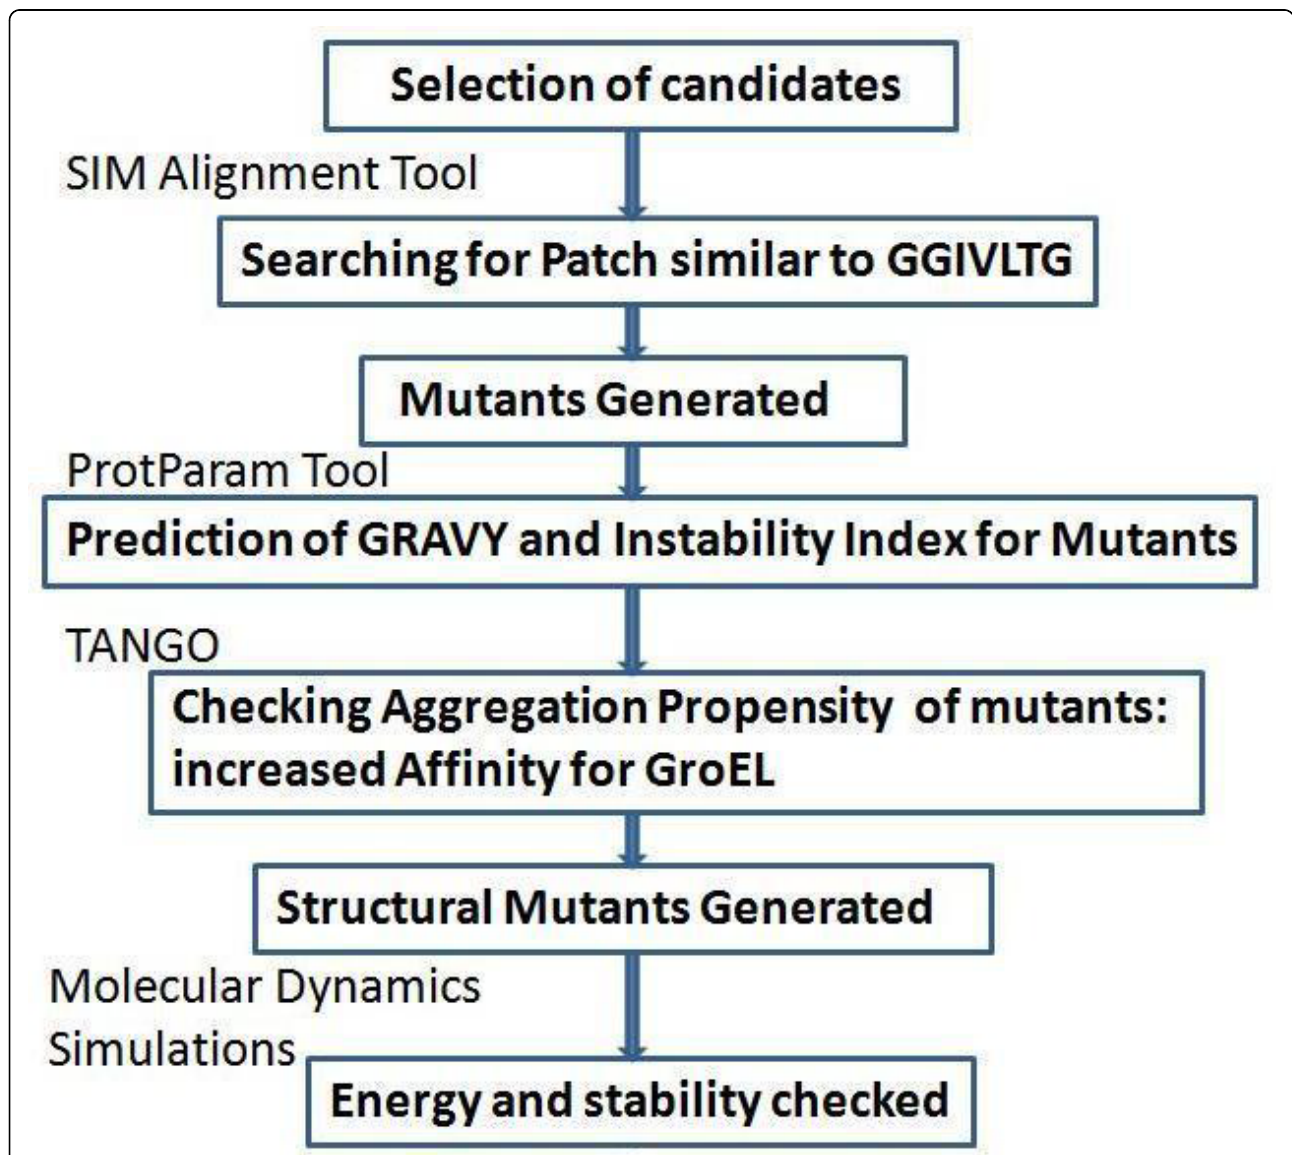 Selection of candidates
SIM Alignment Tool
Searching for Patch similar to GGIVLTG
Mutants Generated
ProtParam Tool
Prediction of GRAVY and Instability Index for Mutants
TANGO
Checking Aggregation Propensity of mutants:
increased Affinity for GroEL
Structural Mutants Generated
Molecular Dynamics
Simulations
Energy and stability checked